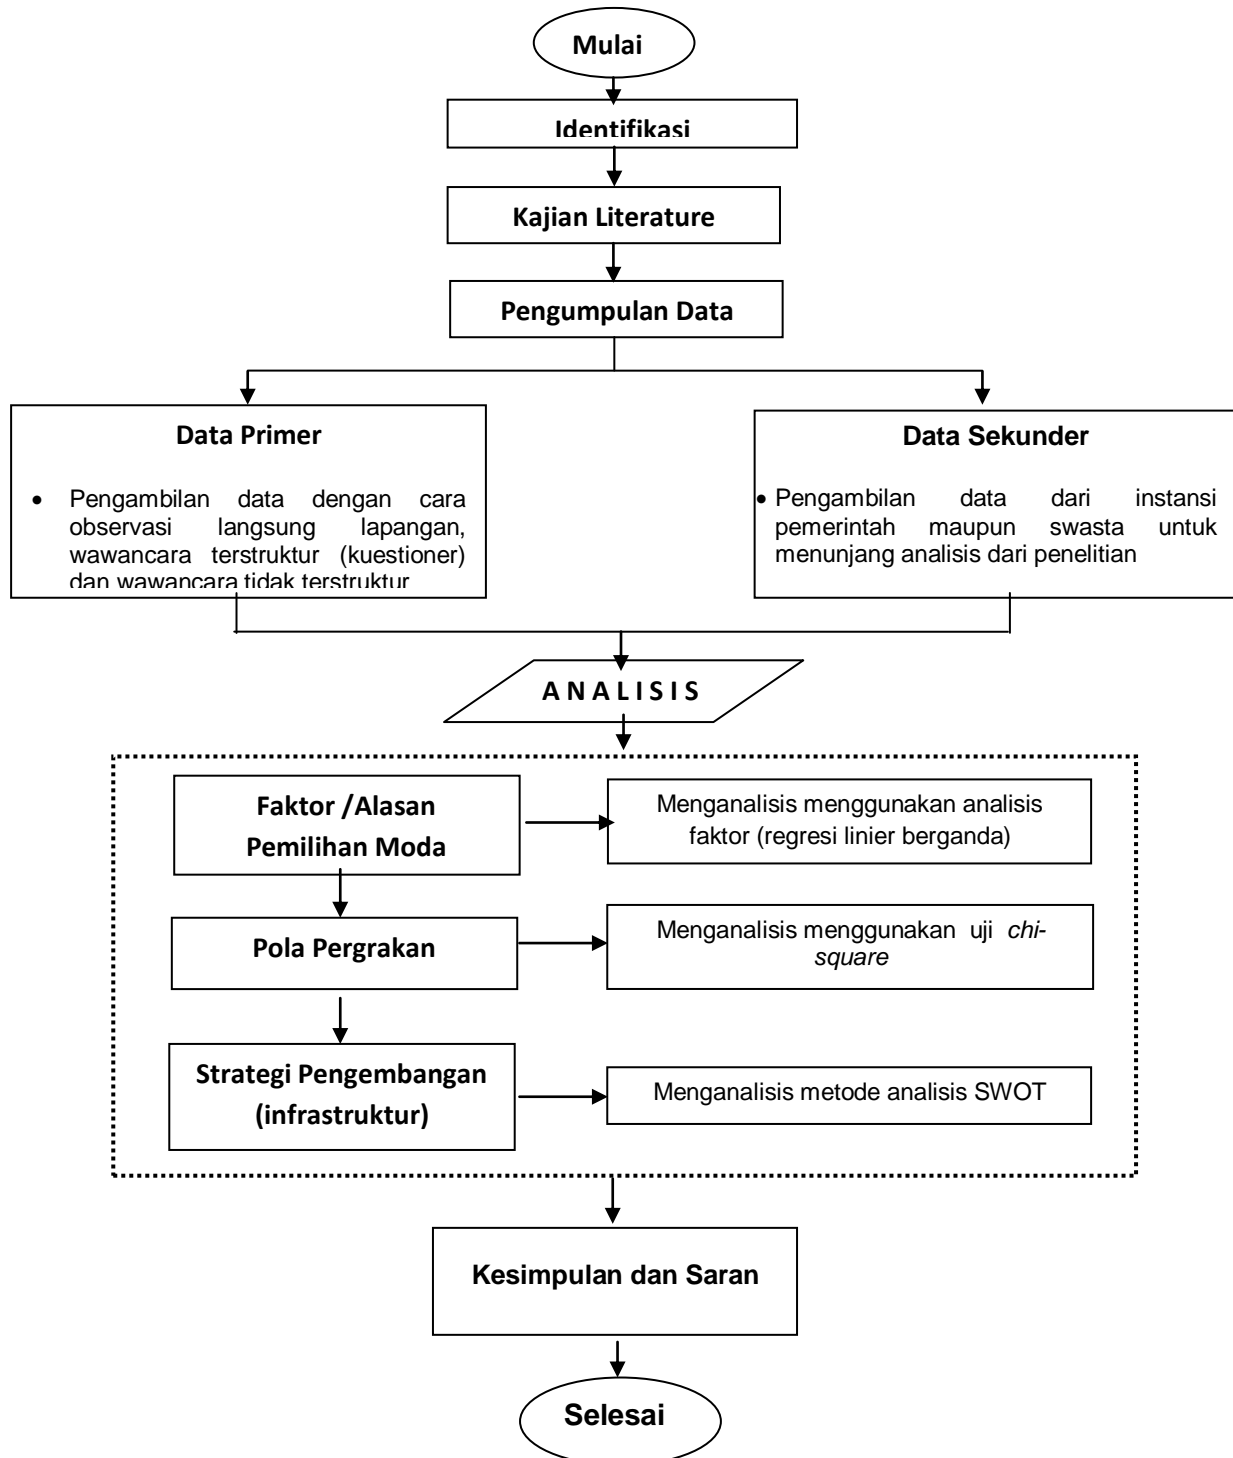 Mulai
Identifikasi
Kajian Literature
Pengumpulan Data
Data Primer
• Pengambilan data dengan cara
observasi langsung lapangan,
wawancara terstruktur (kuestioner)
dan wawancara tidak terstruktur
Data Sekunder
• Pengambilan data dari instansi
pemerintah maupun swasta untuk
menunjang analisis dari penelitian
A N A L I S I S
Faktor /Alasan
Pemilihan Moda
Menganalisis menggunakan analisis
faktor (regresi linier berganda)
Pola Pergrakan
Menganalisis menggunakan uji chi-
square
Strategi Pengembangan
(infrastruktur)
Menganalisis metode analisis SWOT
Kesimpulan dan Saran
Selesai